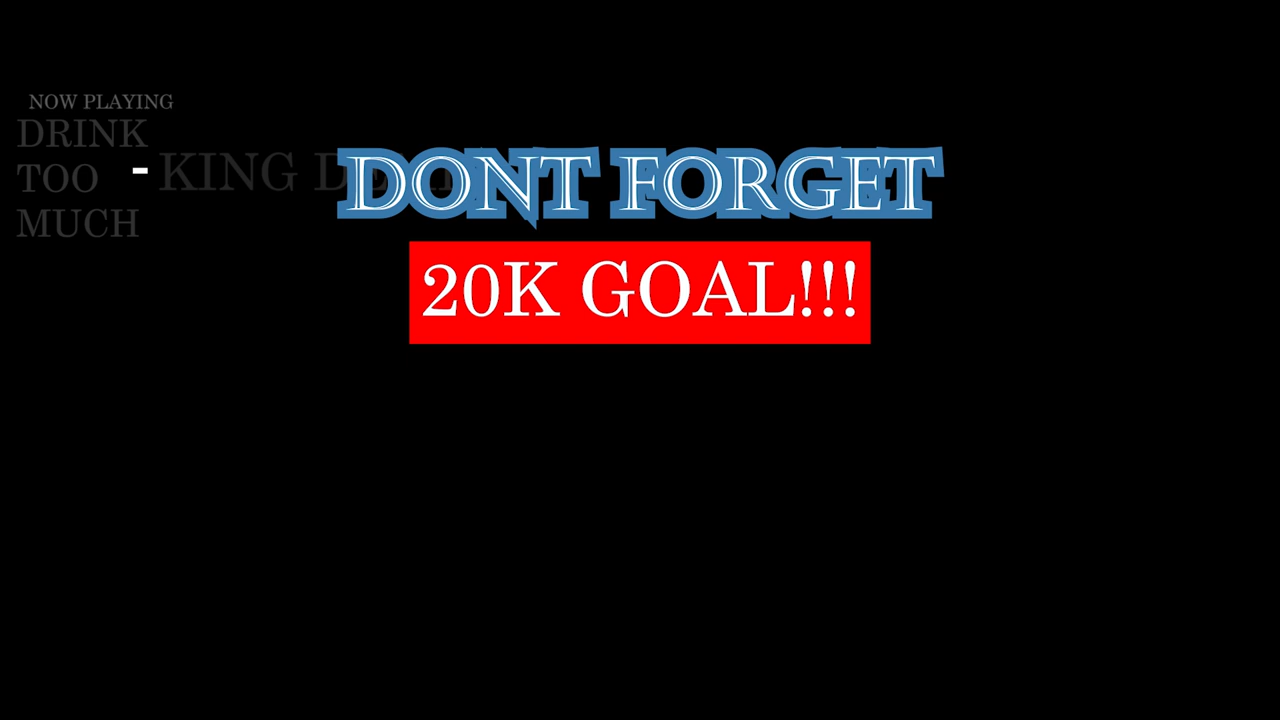 NOW PLAYING
DRINK
TOO
MUCH
- KING
DONT FORGET
20K GOAL!!!